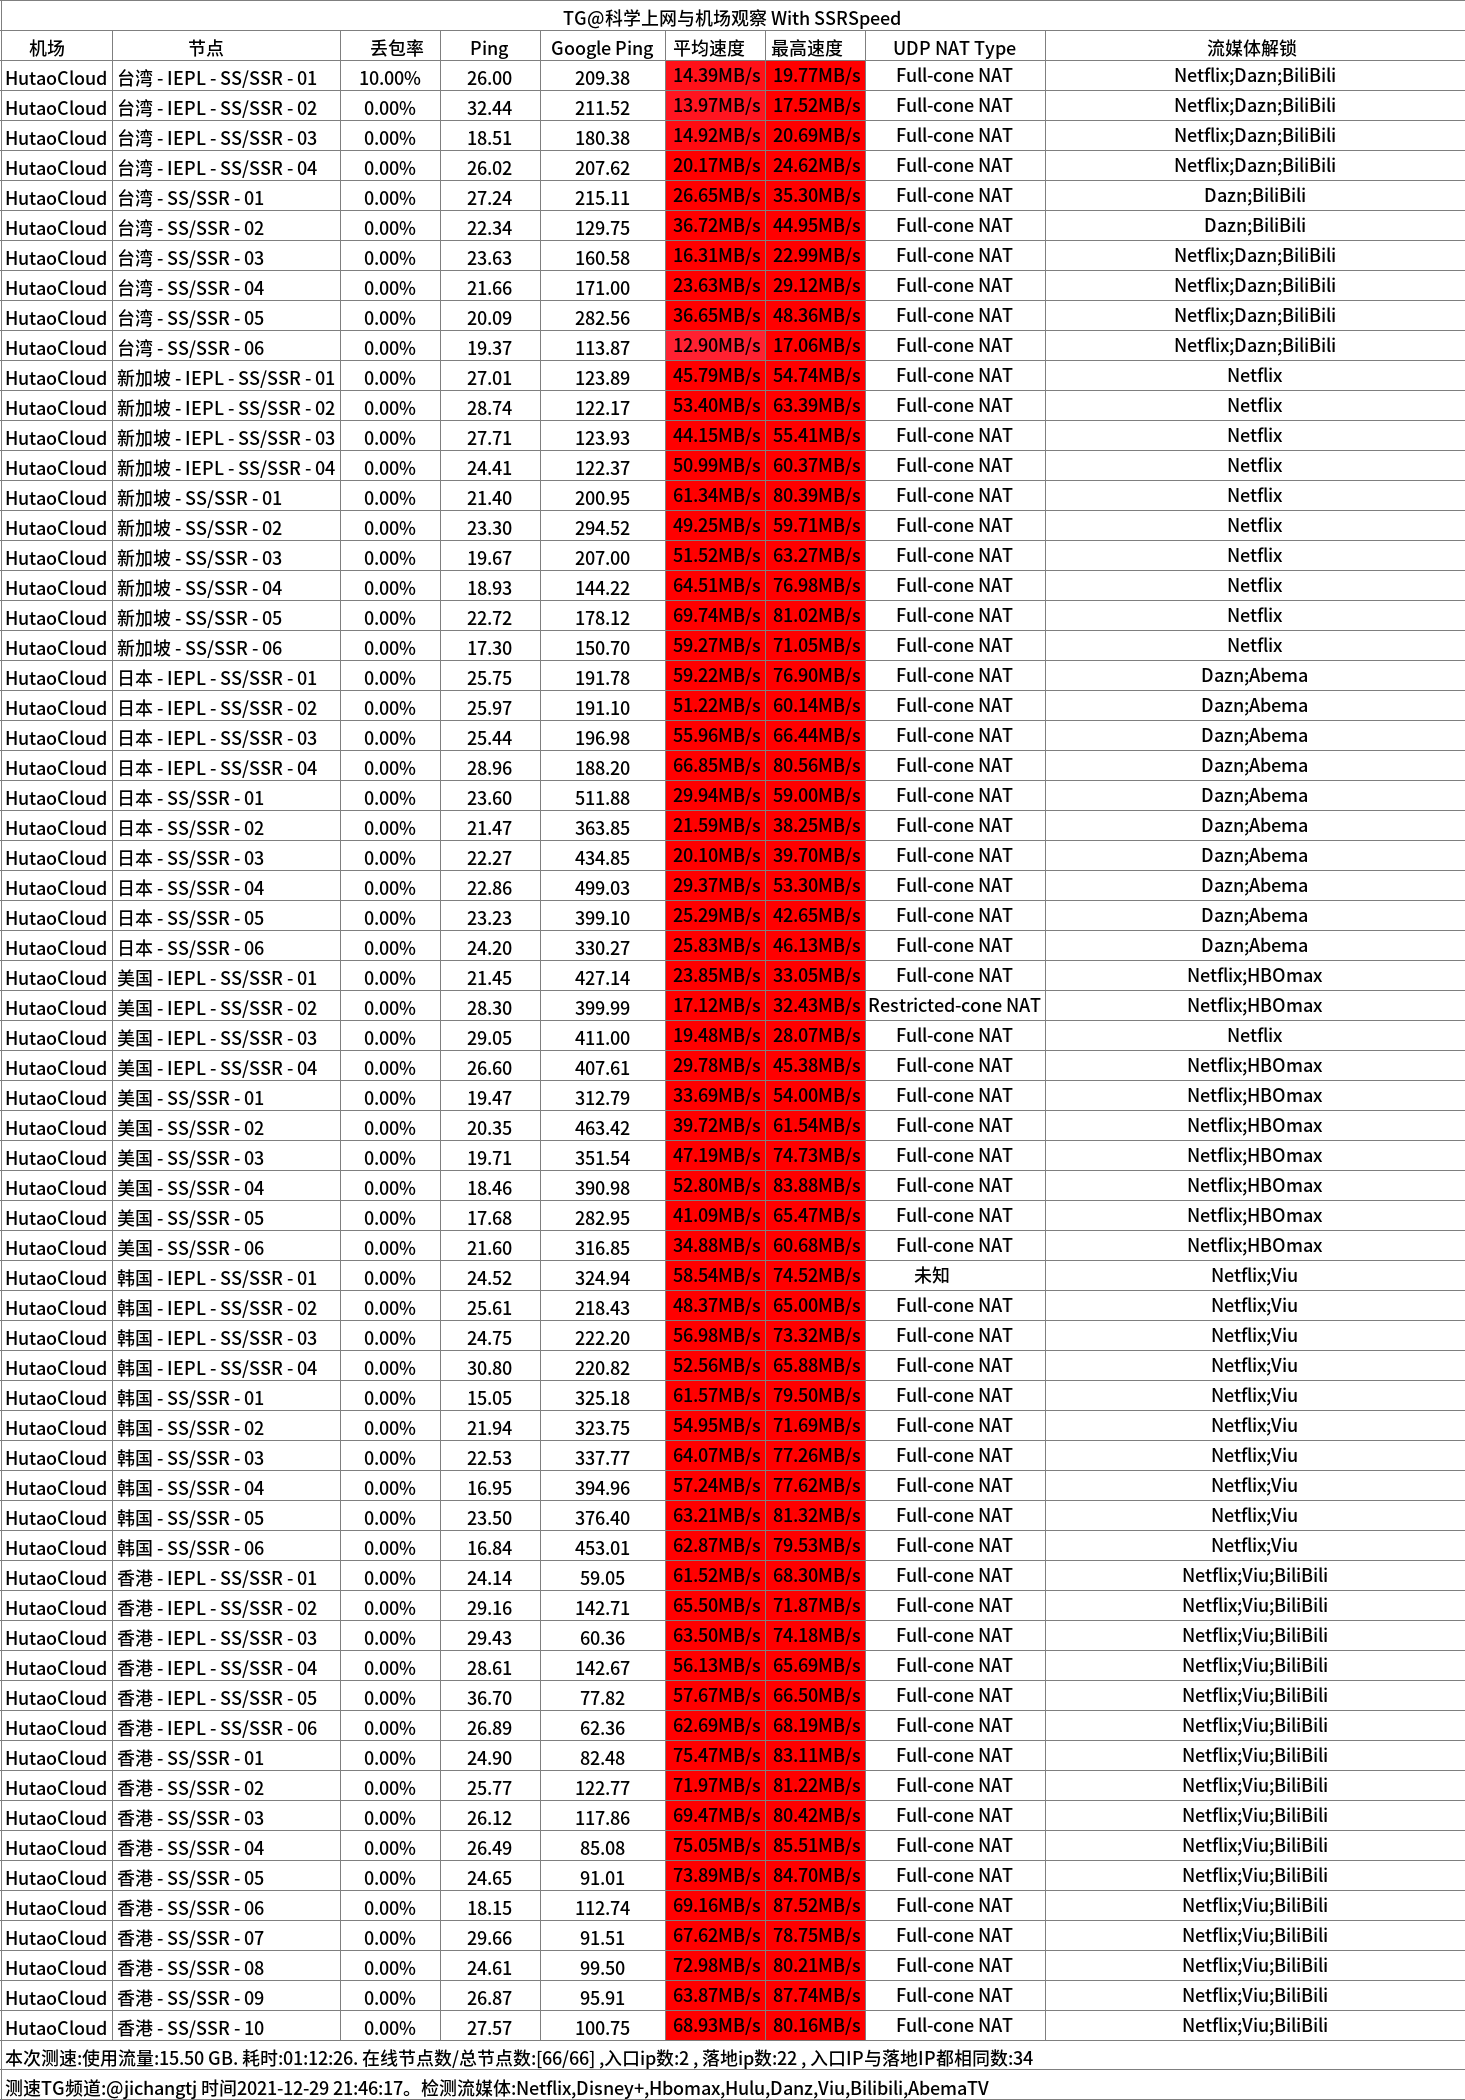 TG@科学上网与机场观察 With SSRSpeed
机场 节点 丢包率 Ping Google Ping 平均速度 最高速度 UDP NAT Type 流媒体解锁
HutaoCloud 台湾 - IEPL - SS/SSR - 01 10.00% 26.00 209.38 14.39MB/s 19.77MB/s Full-cone NAT Netflix;Dazn;BiliBili
HutaoCloud 台湾 - IEPL - SS/SSR - 02 0.00% 32.44 211.52 13.97MB/s 17.52MB/s Full-cone NAT Netflix;Dazn;BiliBili
HutaoCloud 台湾 - IEPL - SS/SSR - 03 0.00% 18.51 180.38 14.92MB/s 20.69MB/s Full-cone NAT Netflix;Dazn;BiliBili
HutaoCloud 台湾 - IEPL - SS/SSR - 04 0.00% 26.02 207.62 20.17MB/s 24.62MB/s Full-cone NAT Netflix;Dazn;BiliBili
HutaoCloud 台湾 - SS/SSR - 01 0.00% 27.24 215.11 26.65MB/s 35.30MB/s Full-cone NAT Dazn;BiliBili
HutaoCloud 台湾 - SS/SSR - 02 0.00% 22.34 129.75 36.72MB/s 44.95MB/s Full-cone NAT Dazn;BiliBili
HutaoCloud 台湾 - SS/SSR - 03 0.00% 23.63 160.58 16.31MB/s 22.99MB/s Full-cone NAT Netflix;Dazn;BiliBili
HutaoCloud 台湾 - SS/SSR - 04 0.00% 21.66 171.00 23.63MB/s 29.12MB/s Full-cone NAT Netflix;Dazn;BiliBili
HutaoCloud 台湾 - SS/SSR - 05 0.00% 20.09 282.56 36.65MB/s 48.36MB/s Full-cone NAT Netflix;Dazn;BiliBili
HutaoCloud 台湾 - SS/SSR - 06 0.00% 19.37 113.87 12.90MB/s 17.06MB/s Full-cone NAT Netflix;Dazn;BiliBili
HutaoCloud 新加坡 - IEPL - SS/SSR - 01 0.00% 27.01 123.89 45.79MB/s 54.74MB/s Full-cone NAT Netflix
HutaoCloud 新加坡 - IEPL - SS/SSR - 02 0.00% 28.74 122.17 53.40MB/s 63.39MB/s Full-cone NAT Netflix
HutaoCloud 新加坡 - IEPL - SS/SSR - 03 0.00% 27.71 123.93 44.15MB/s 55.41MB/s Full-cone NAT Netflix
HutaoCloud 新加坡 - IEPL - SS/SSR - 04 0.00% 24.41 122.37 50.99MB/s 60.37MB/s Full-cone NAT Netflix
HutaoCloud 新加坡 - SS/SSR - 01 0.00% 21.40 200.95 61.34MB/s 80.39MB/s Full-cone NAT Netflix
HutaoCloud 新加坡 - SS/SSR - 02 0.00% 23.30 294.52 49.25MB/s 59.71MB/s Full-cone NAT Netflix
HutaoCloud 新加坡 - SS/SSR - 03 0.00% 19.67 207.00 51.52MB/s 63.27MB/s Full-cone NAT Netflix
HutaoCloud 新加坡 - SS/SSR - 04 0.00% 18.93 144.22 64.51MB/s 76.98MB/s Full-cone NAT Netflix
HutaoCloud 新加坡 - SS/SSR - 05 0.00% 22.72 178.12 69.74MB/s 81.02MB/s Full-cone NAT Netflix
HutaoCloud 新加坡 - SS/SSR - 06 0.00% 17.30 150.70 59.27MB/s 71.05MB/s Full-cone NAT Netflix
HutaoCloud 日本 - IEPL - SS/SSR - 01 0.00% 25.75 191.78 59.22MB/s 76.90MB/s Full-cone NAT Dazn;Abema
HutaoCloud 日本 - IEPL - SS/SSR - 02 0.00% 25.97 191.10 51.22MB/s 60.14MB/s Full-cone NAT Dazn;Abema
HutaoCloud 日本 - IEPL - SS/SSR - 03 0.00% 25.44 196.98 55.96MB/s 66.44MB/s Full-cone NAT Dazn;Abema
HutaoCloud 日本 - IEPL - SS/SSR - 04 0.00% 28.96 188.20 66.85MB/s 80.56MB/s Full-cone NAT Dazn;Abema
HutaoCloud 日本 - SS/SSR - 01 0.00% 23.60 511.88 29.94MB/s 59.00MB/s Full-cone NAT Dazn;Abema
HutaoCloud 日本 - SS/SSR - 02 0.00% 21.47 363.85 21.59MB/s 38.25MB/s Full-cone NAT Dazn;Abema
HutaoCloud 日本 - SS/SSR - 03 0.00% 22.27 434.85 20.10MB/s 39.70MB/s Full-cone NAT Dazn;Abema
HutaoCloud 日本 - SS/SSR - 04 0.00% 22.86 499.03 29.37MB/s 53.30MB/s Full-cone NAT Dazn;Abema
HutaoCloud 日本 - SS/SSR - 05 0.00% 23.23 399.10 25.29MB/s 42.65MB/s Full-cone NAT Dazn;Abema
HutaoCloud 日本 - SS/SSR - 06 0.00% 24.20 330.27 25.83MB/s 46.13MB/s Full-cone NAT Dazn;Abema
HutaoCloud 美国 - IEPL - SS/SSR - 01 0.00% 21.45 427.14 23.85MB/s 33.05MB/s Full-cone NAT Netflix;HBOmax
HutaoCloud 美国 - IEPL - SS/SSR - 02 0.00% 28.30 399.99 17.12MB/s 32.43MB/s Restricted-cone NAT Netflix;HBOmax
HutaoCloud 美国 - IEPL - SS/SSR - 03 0.00% 29.05 411.00 19.48MB/s 28.07MB/s Full-cone NAT Netflix
HutaoCloud 美国 - IEPL - SS/SSR - 04 0.00% 26.60 407.61 29.78MB/s 45.38MB/s Full-cone NAT Netflix;HBOmax
HutaoCloud 美国 - SS/SSR - 01 0.00% 19.47 312.79 33.69MB/s 54.00MB/s Full-cone NAT Netflix;HBOmax
HutaoCloud 美国 - SS/SSR - 02 0.00% 20.35 463.42 39.72MB/s 61.54MB/s Full-cone NAT Netflix;HBOmax
HutaoCloud 美国 - SS/SSR - 03 0.00% 19.71 351.54 47.19MB/s 74.73MB/s Full-cone NAT Netflix;HBOmax
HutaoCloud 美国 - SS/SSR - 04 0.00% 18.46 390.98 52.80MB/s 83.88MB/s Full-cone NAT Netflix;HBOmax
HutaoCloud 美国 - SS/SSR - 05 0.00% 17.68 282.95 41.09MB/s 65.47MB/s Full-cone NAT Netflix;HBOmax
HutaoCloud 美国 - SS/SSR - 06 0.00% 21.60 316.85 34.88MB/s 60.68MB/s Full-cone NAT Netflix;HBOmax
HutaoCloud 韩国 - IEPL - SS/SSR - 01 0.00% 24.52 324.94 58.54MB/s 74.52MB/s 未知 Netflix;Viu
HutaoCloud 韩国 - IEPL - SS/SSR - 02 0.00% 25.61 218.43 48.37MB/s 65.00MB/s Full-cone NAT Netflix;Viu
HutaoCloud 韩国 - IEPL - SS/SSR - 03 0.00% 24.75 222.20 56.98MB/s 73.32MB/s Full-cone NAT Netflix;Viu
HutaoCloud 韩国 - IEPL - SS/SSR - 04 0.00% 30.80 220.82 52.56MB/s 65.88MB/s Full-cone NAT Netflix;Viu
HutaoCloud 韩国 - SS/SSR - 01 0.00% 15.05 325.18 61.57MB/s 79.50MB/s Full-cone NAT Netflix;Viu
HutaoCloud 韩国 - SS/SSR - 02 0.00% 21.94 323.75 54.95MB/s 71.69MB/s Full-cone NAT Netflix;Viu
HutaoCloud 韩国 - SS/SSR - 03 0.00% 22.53 337.77 64.07MB/s 77.26MB/s Full-cone NAT Netflix;Viu
HutaoCloud 韩国 - SS/SSR - 04 0.00% 16.95 394.96 57.24MB/s 77.62MB/s Full-cone NAT Netflix;Viu
HutaoCloud 韩国 - SS/SSR - 05 0.00% 23.50 376.40 63.21MB/s 81.32MB/s Full-cone NAT Netflix;Viu
HutaoCloud 韩国 - SS/SSR - 06 0.00% 16.84 453.01 62.87MB/s 79.53MB/s Full-cone NAT Netflix;Viu
HutaoCloud 香港 - IEPL - SS/SSR - 01 0.00% 24.14 59.05 61.52MB/s 68.30MB/s Full-cone NAT Netflix;Viu;BiliBili
HutaoCloud 香港 - IEPL - SS/SSR - 02 0.00% 29.16 142.71 65.50MB/s 71.87MB/s Full-cone NAT Netflix;Viu;BiliBili
HutaoCloud 香港 - IEPL - SS/SSR - 03 0.00% 29.43 60.36 63.50MB/s 74.18MB/s Full-cone NAT Netflix;Viu;BiliBili
HutaoCloud 香港 - IEPL - SS/SSR - 04 0.00% 28.61 142.67 56.13MB/s 65.69MB/s Full-cone NAT Netflix;Viu;BiliBili
HutaoCloud 香港 - IEPL - SS/SSR - 05 0.00% 36.70 77.82 57.67MB/s 66.50MB/s Full-cone NAT Netflix;Viu;BiliBili
HutaoCloud 香港 - IEPL - SS/SSR - 06 0.00% 26.89 62.36 62.69MB/s 68.19MB/s Full-cone NAT Netflix;Viu;BiliBili
HutaoCloud 香港 - SS/SSR - 01 0.00% 24.90 82.48 75.47MB/s 83.11MB/s Full-cone NAT Netflix;Viu;BiliBili
HutaoCloud 香港 - SS/SSR - 02 0.00% 25.77 122.77 71.97MB/s 81.22MB/s Full-cone NAT Netflix;Viu;BiliBili
HutaoCloud 香港 - SS/SSR - 03 0.00% 26.12 117.86 69.47MB/s 80.42MB/s Full-cone NAT Netflix;Viu;BiliBili
HutaoCloud 香港 - SS/SSR - 04 0.00% 26.49 85.08 75.05MB/s 85.51MB/s Full-cone NAT Netflix;Viu;BiliBili
HutaoCloud 香港 - SS/SSR - 05 0.00% 24.65 91.01 73.89MB/s 84.70MB/s Full-cone NAT Netflix;Viu;BiliBili
HutaoCloud 香港 - SS/SSR - 06 0.00% 18.15 112.74 69.16MB/s 87.52MB/s Full-cone NAT Netflix;Viu;BiliBili
HutaoCloud 香港 - SS/SSR - 07 0.00% 29.66 91.51 67.62MB/s 78.75MB/s Full-cone NAT Netflix;Viu;BiliBili
HutaoCloud 香港 - SS/SSR - 08 0.00% 24.61 99.50 72.98MB/s 80.21MB/s Full-cone NAT Netflix;Viu;BiliBili
HutaoCloud 香港 - SS/SSR - 09 0.00% 26.87 95.91 63.87MB/s 87.74MB/s Full-cone NAT Netflix;Viu;BiliBili
HutaoCloud 香港 - SS/SSR - 10 0.00% 27.57 100.75 68.93MB/s 80.16MB/s Full-cone NAT Netflix;Viu;BiliBili
本次测速:使用流量:15.50 GB. 耗时:01:12:26. 在线节点数/总节点数:[66/66] ,入口ip数:2 , 落地ip数:22 , 入口IP与落地IP都相同数:34
测速TG频道:@jichangtj 时间2021-12-29 21:46:17。检测流媒体:Netflix,Disney+,Hbomax,Hulu,Danz,Viu,Bilibili,AbemaTV